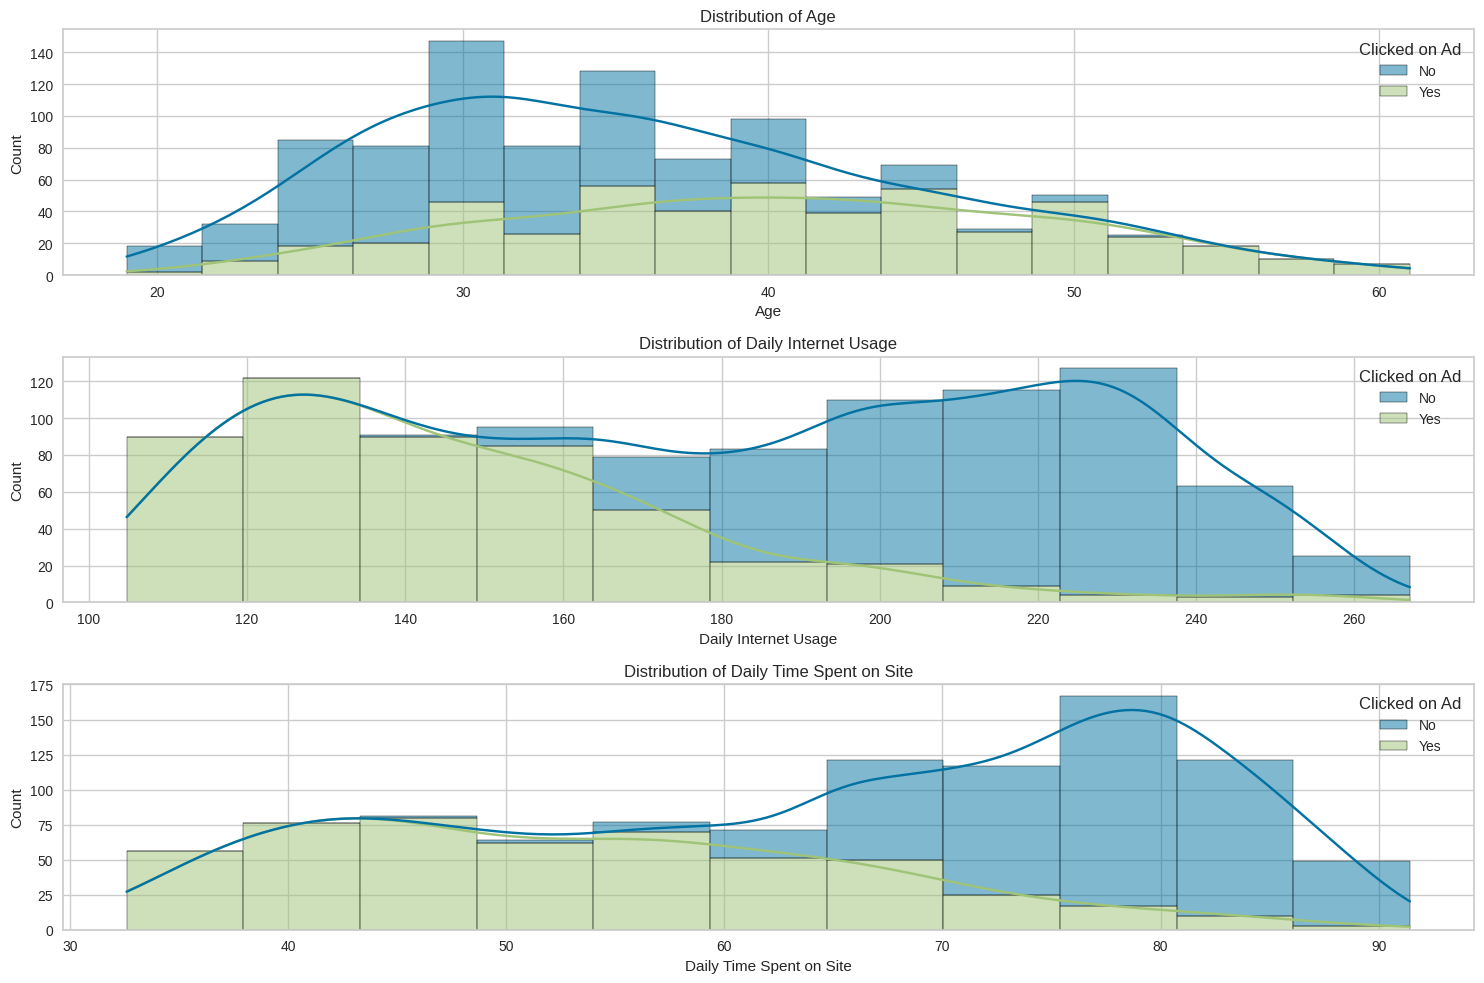 Distribution of Age
Clicked on Ad
No
Yes
Count
140
120
100
80
60
40
20
0
20 30 40 50 60
Age
Distribution of Daily Internet Usage
Clicked on Ad
No
Yes
Count
120
100
80
60
40
20
0
100 120 140 160 180 200 220 240 260
Daily Internet Usage
Distribution of Daily Time Spent on Site
Clicked on Ad
No
Yes
Count
175
150
125
100
75
50
25
0
30 40 50 60 70 80 90
Daily Time Spent on Site